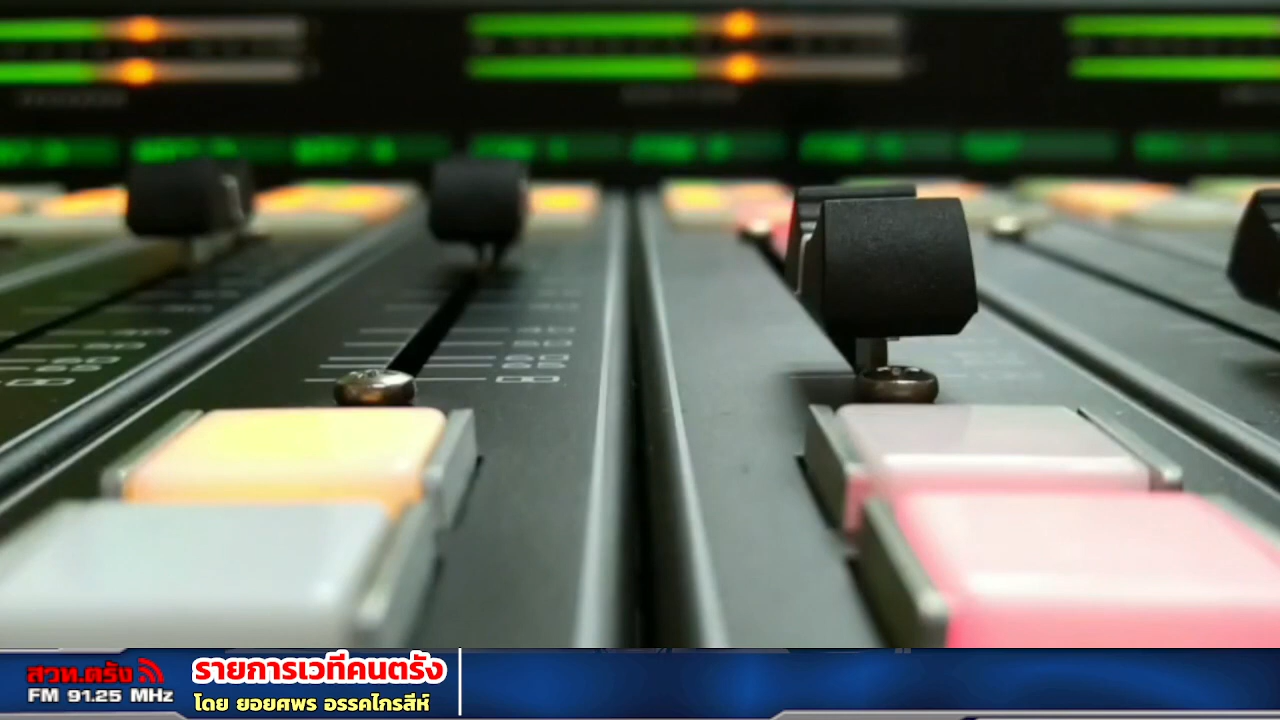 สวท.ตรัง
FM 91.25 MHz
รายการเวทีคนตรัง
โดย ยอยศพร อรรคไกรสีห์